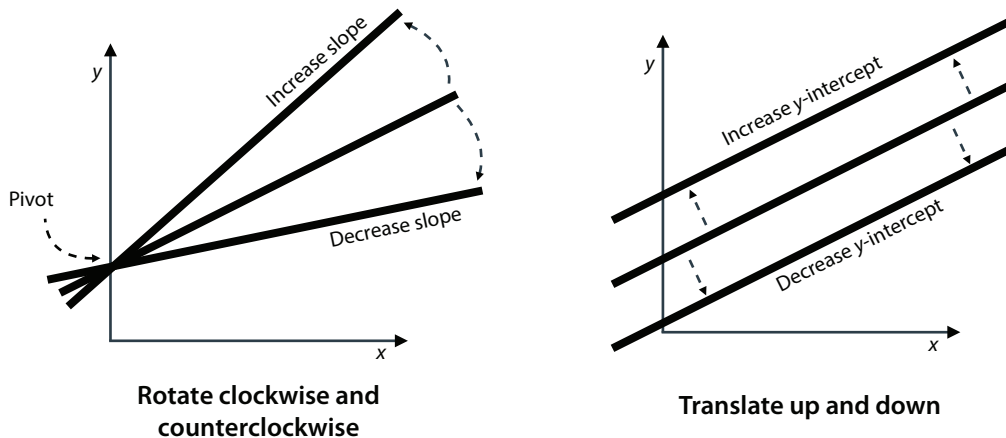 y
Increase slope
Pivot
Decrease slope
x
Rotate clockwise and
counterclockwise
y
Increase y-intercept
Decrease y-intercept
x
Translate up and down